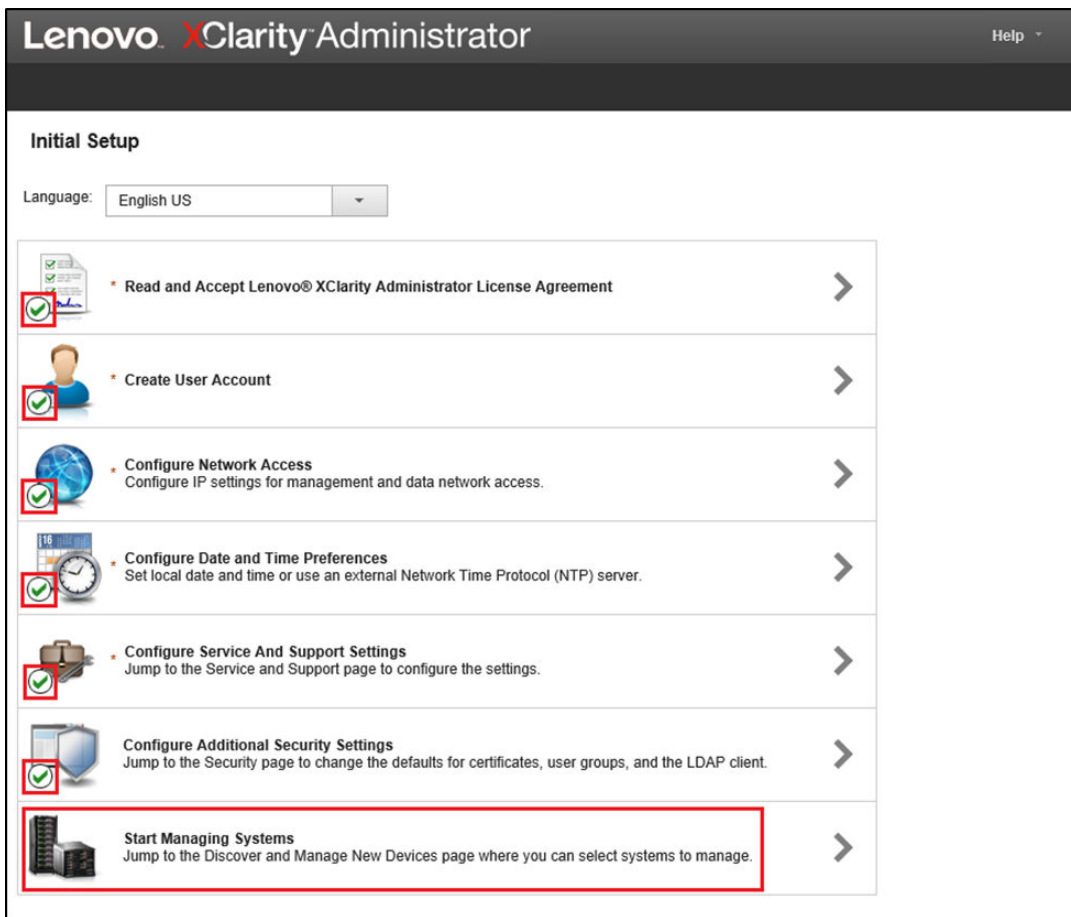 Lenovo. XClarity Administrator
Help
Initial Setup
Language:
English US
* Read and Accept Lenovo® XClarity Administrator License Agreement
* Create User Account
* Configure Network Access
Configure IP settings for management and data network access.
16
* Configure Date and Time Preferences
Set local date and time or use an external Network Time Protocol (NTP) server.
* Configure Service And Support Settings
Jump to the Service and Support page to configure the settings.
Configure Additional Security Settings
Jump to the Security page to change the defaults for certificates, user groups, and the LDAP client.
Start Managing Systems
Jump to the Discover and Manage New Devices page where you can select systems to manage.